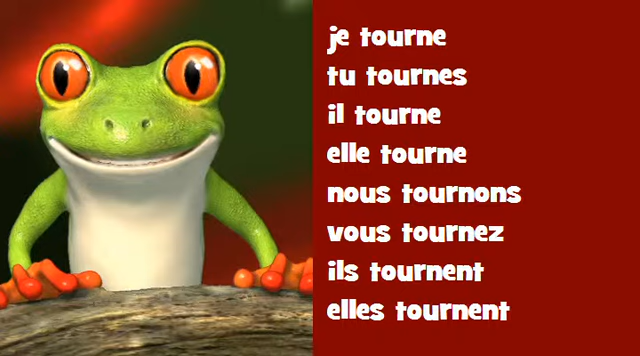 je tourne
tu tournes
il tourne
elle tourne
nous tournons
vous tournez
ils tournent
elles tournent